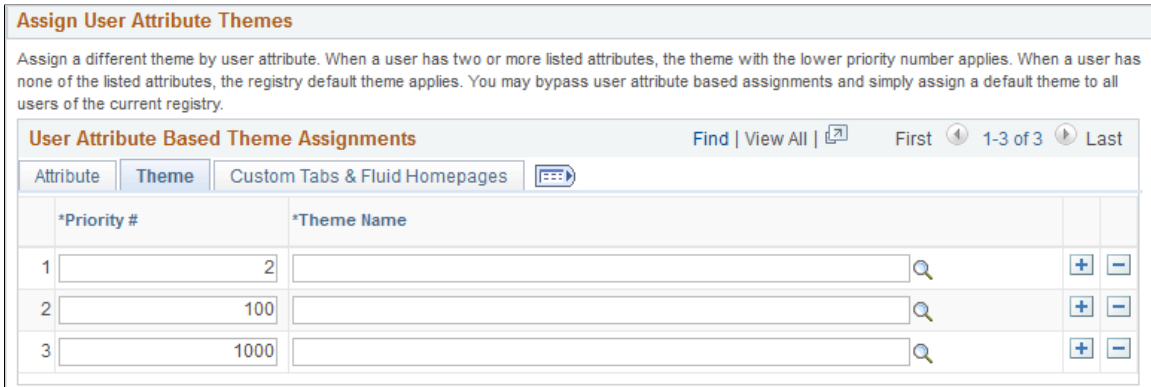 Assign User Attribute Themes
Assign a different theme by user attribute. When a user has two or more listed attributes, the theme with the lower priority number applies. When a user has
none of the listed attributes, the registry default theme applies. You may bypass user attribute based assignments and simply assign a default theme to all
users of the current registry.
User Attribute Based Theme Assignments Find | View All | First 1-3 of 3 Last
Attribute Theme Custom Tabs & Fluid Homepages
*Priority # *Theme Name
1 2
2 100
3 1000